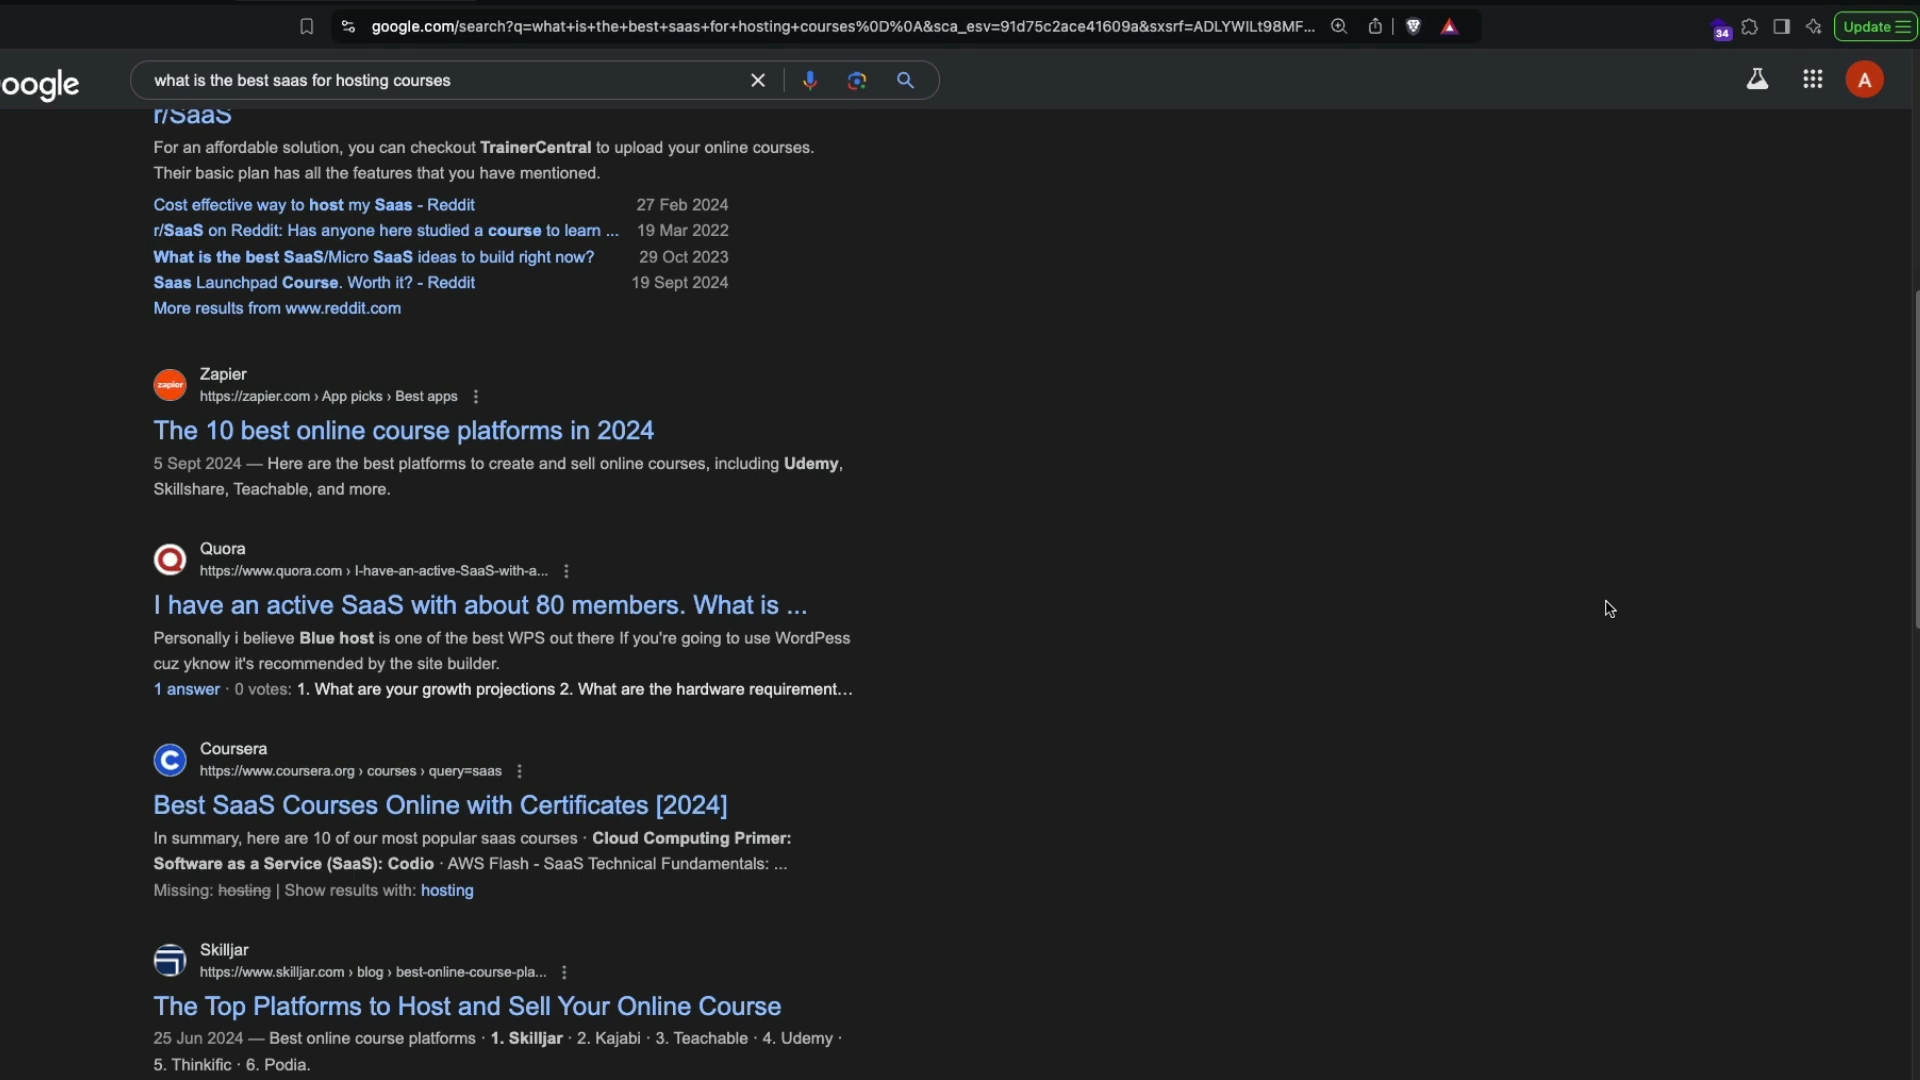 google.com/search?q=what+is+the+best+saas+for+hosting+courses%0D%0A&sca_esv=91d75c2ace41609a&sxsrf=ADLYWILt98MF...
34
Update
oogle
what is the best saas for hosting courses
A
r/SaaS
For an affordable solution, you can checkout TrainerCentral to upload your online courses.
Their basic plan has all the features that you have mentioned.
Cost effective way to host my Saas - Reddit 27 Feb 2024
r/SaaS on Reddit: Has anyone here studied a course to learn ... 19 Mar 2022
What is the best SaaS/Micro SaaS ideas to build right now? 29 Oct 2023
Saas Launchpad Course. Worth it? - Reddit 19 Sept 2024
More results from www.reddit.com
Zapier
zapier
https://zapier.com › App picks › Best apps
The 10 best online course platforms in 2024
5 Sept 2024 — Here are the best platforms to create and sell online courses, including Udemy,
Skillshare, Teachable, and more.
Quora
https://www.quora.com › I-have-an-active-SaaS-with-a...
I have an active SaaS with about 80 members. What is ...
Personally i believe Blue host is one of the best WPS out there If you're going to use WordPess
cuz yknow it's recommended by the site builder.
1 answer · 0 votes: 1. What are your growth projections 2. What are the hardware requirement...
Coursera
C
https://www.coursera.org › courses › query=saas
Best SaaS Courses Online with Certificates [2024]
In summary, here are 10 of our most popular saas courses · Cloud Computing Primer:
Software as a Service (SaaS): Codio · AWS Flash - SaaS Technical Fundamentals: ...
Missing: hosting | Show results with: hosting
Skilljar
https://www.skilljar.com › blog › best-online-course-pla...
The Top Platforms to Host and Sell Your Online Course
25 Jun 2024 — Best online course platforms · 1. Skilljar · 2. Kajabi · 3. Teachable · 4. Udemy ·
5. Thinkific · 6. Podia.